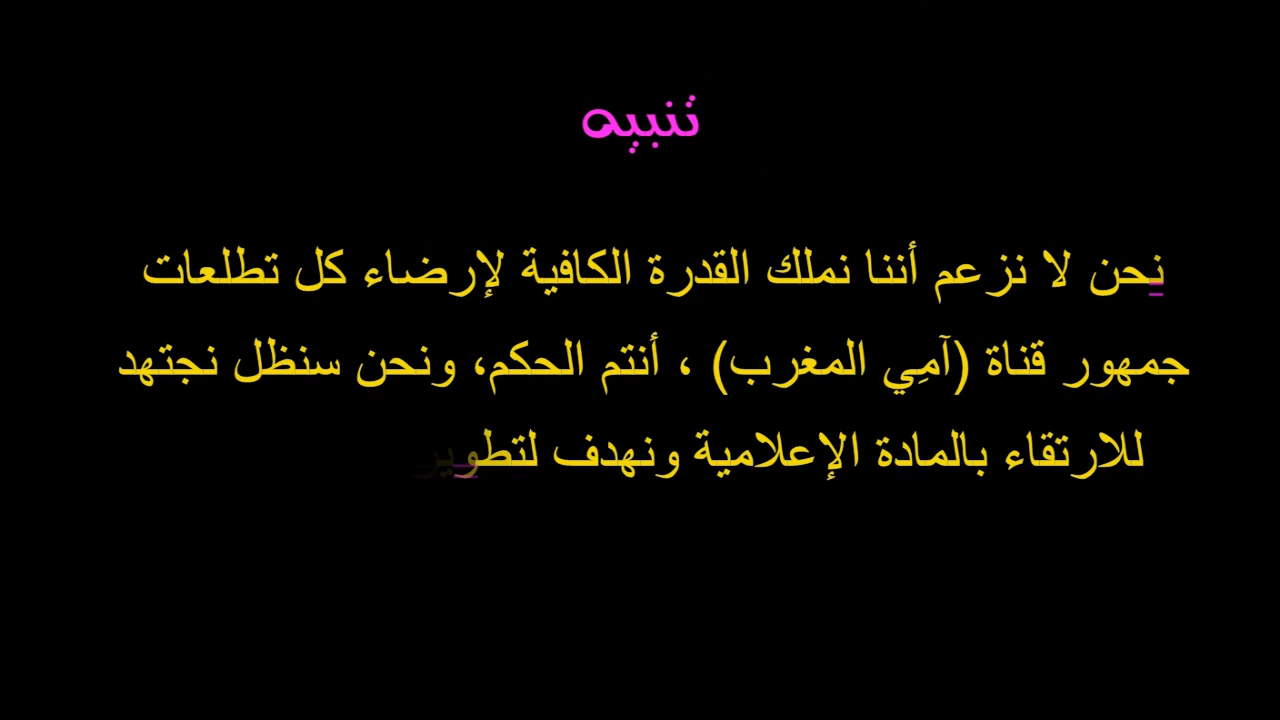 تنبيه
نحن لا نزعم أننا نملك القدرة الكافية لإرضاء كل تطلعات
جمهور قناة (آمِي المغرب) ، أنتم الحكم، ونحن سنظل نجتهد
للارتقاء بالمادة الإعلامية ونهدف لتطوير